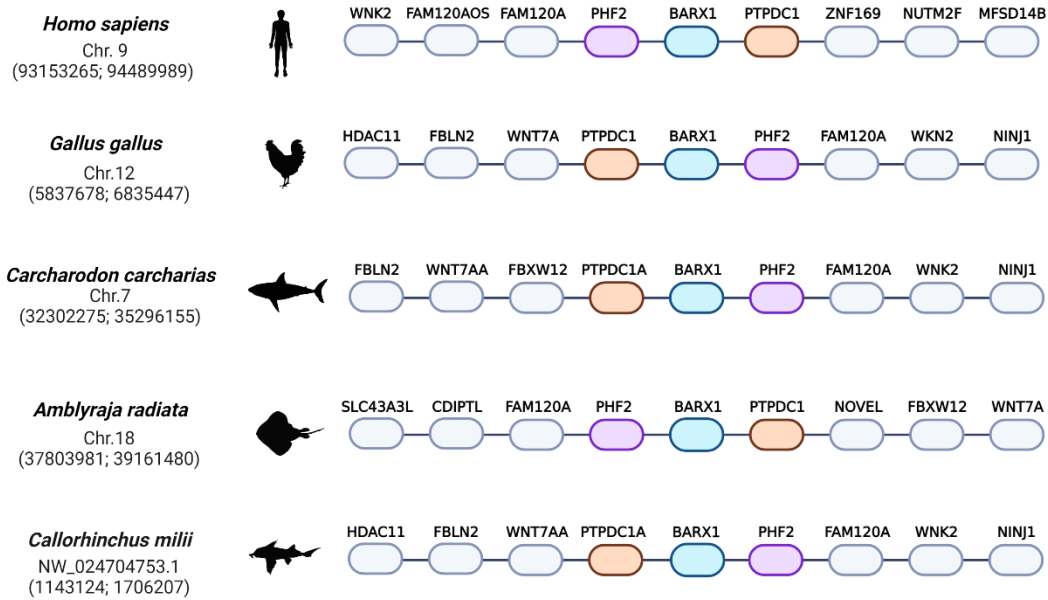 Homo sapiens
Chr. 9
(93153265; 94489989)
WNK2 FAM120AOS FAM120A PHF2 BARX1 PTPDC1 ZNF169 NUTM2F MFSD14B
Gallus gallus
Chr.12
(5837678; 6835447)
HDAC11 FBLN2 WNT7A PTPDC1 BARX1 PHF2 FAM120A WKN2 NINJ1
Carcharodon carcharias
Chr.7
(32302275; 35296155)
FBLN2 WNT7AA FBXW12 PTPDC1A BARX1 PHF2 FAM120A WNK2 NINJ1
Amblyraja radiata
Chr.18
(37803981; 39161480)
SLC43A3L CDIPTL FAM120A PHF2 BARX1 PTPDC1 NOVEL FBXW12 WNT7A
Callorhinchus milii
NW_024704753.1
(1143124; 1706207)
HDAC11 FBLN2 WNT7AA PTPDC1A BARX1 PHF2 FAM120A WNK2 NINJ1